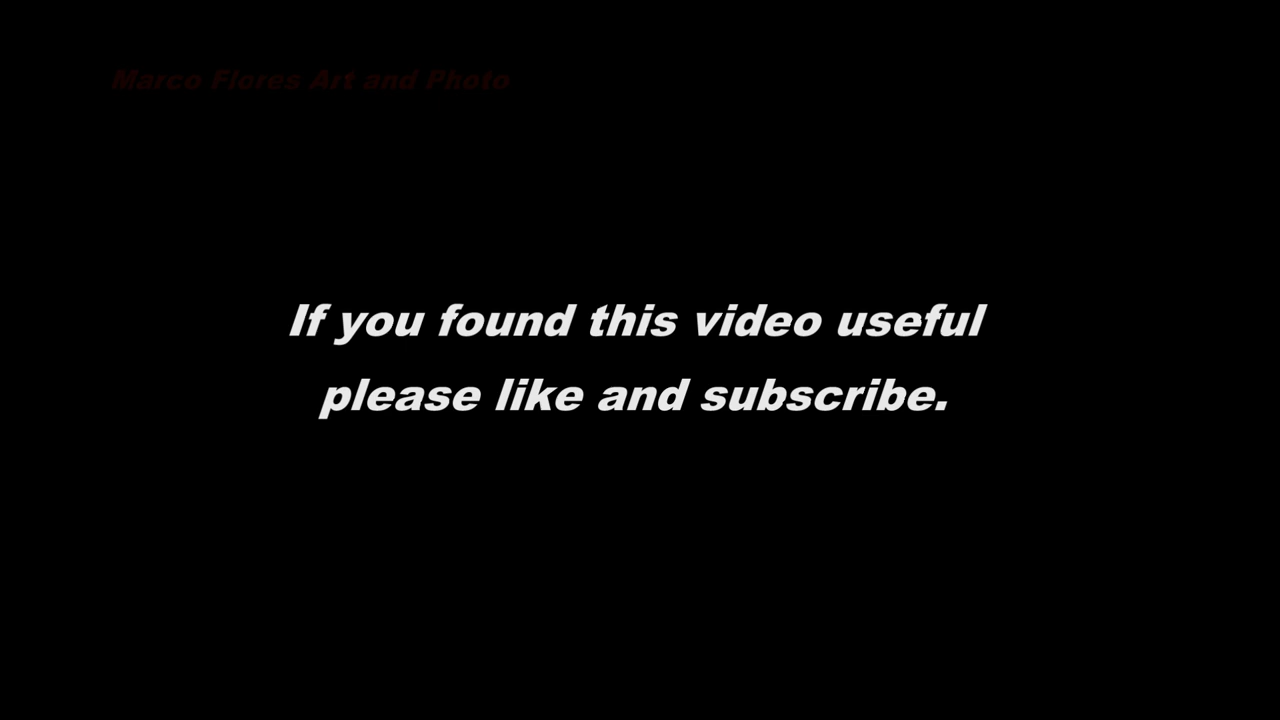 Marco Flores Art and Photo
If you found this video useful
please like and subscribe.